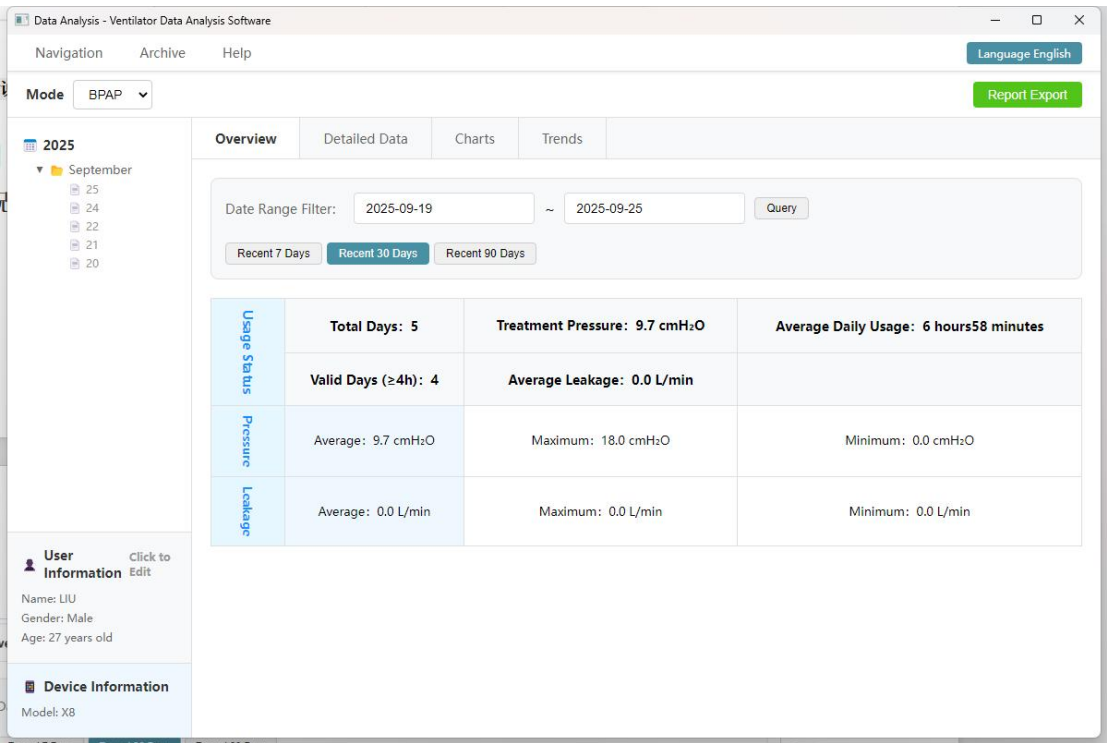 Data Analysis - Ventilator Data Analysis Software
Navigation Archive Help Language English
Mode BPAP Report Export
2025
September
25
24
22
21
20
Overview Detailed Data Charts Trends
Date Range Filter: 2025-09-19 ~ 2025-09-25 Query
Recent 7 Days Recent 30 Days Recent 90 Days
Usage Status
Total Days: 5 Treatment Pressure: 9.7 cmH₂O Average Daily Usage: 6 hours58 minutes
Valid Days (≥4h): 4 Average Leakage: 0.0 L/min
Pressure
Average: 9.7 cmH₂O Maximum: 18.0 cmH₂O Minimum: 0.0 cmH₂O
Leakage
Average: 0.0 L/min Maximum: 0.0 L/min Minimum: 0.0 L/min
User Information Click to Edit
Name: LIU
Gender: Male
Age: 27 years old
Device Information
Model: X8